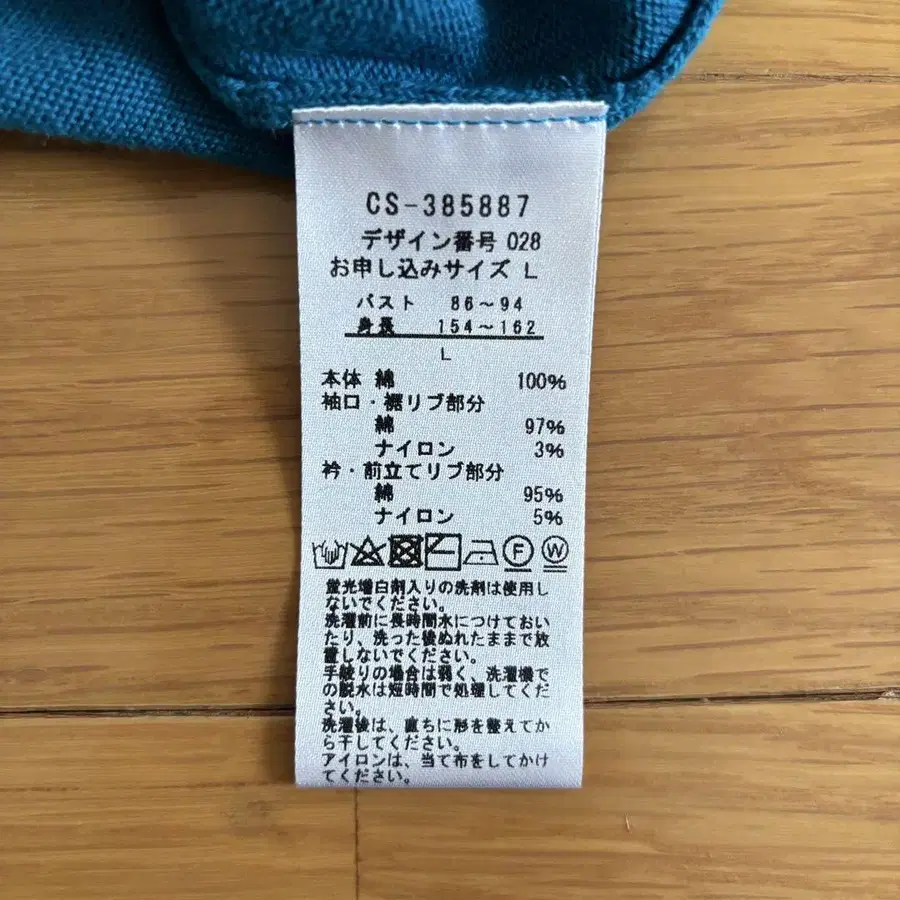 CS-385887
デザイン番号 028
お申し込みサイズ L
バスト 86～94
身長 154～162
L
本体 綿 100%
袖口・裾リブ部分
綿 97%
ナイロン 3%
衿・前立てリブ部分
綿 95%
ナイロン 5%
F W
蛍光増白剤入りの洗剤は使用し
ないでください。
洗濯前に長時間水につけておい
たり、洗った後ぬれたままで放
置しないでください。
手絞りの場合は弱く、洗濯機で
の脱水は短時間で処理してくだ
さい。
洗濯後は、直ちに形を整えてか
ら干してください。
アイロンは、当て布をしてかけ
てください。